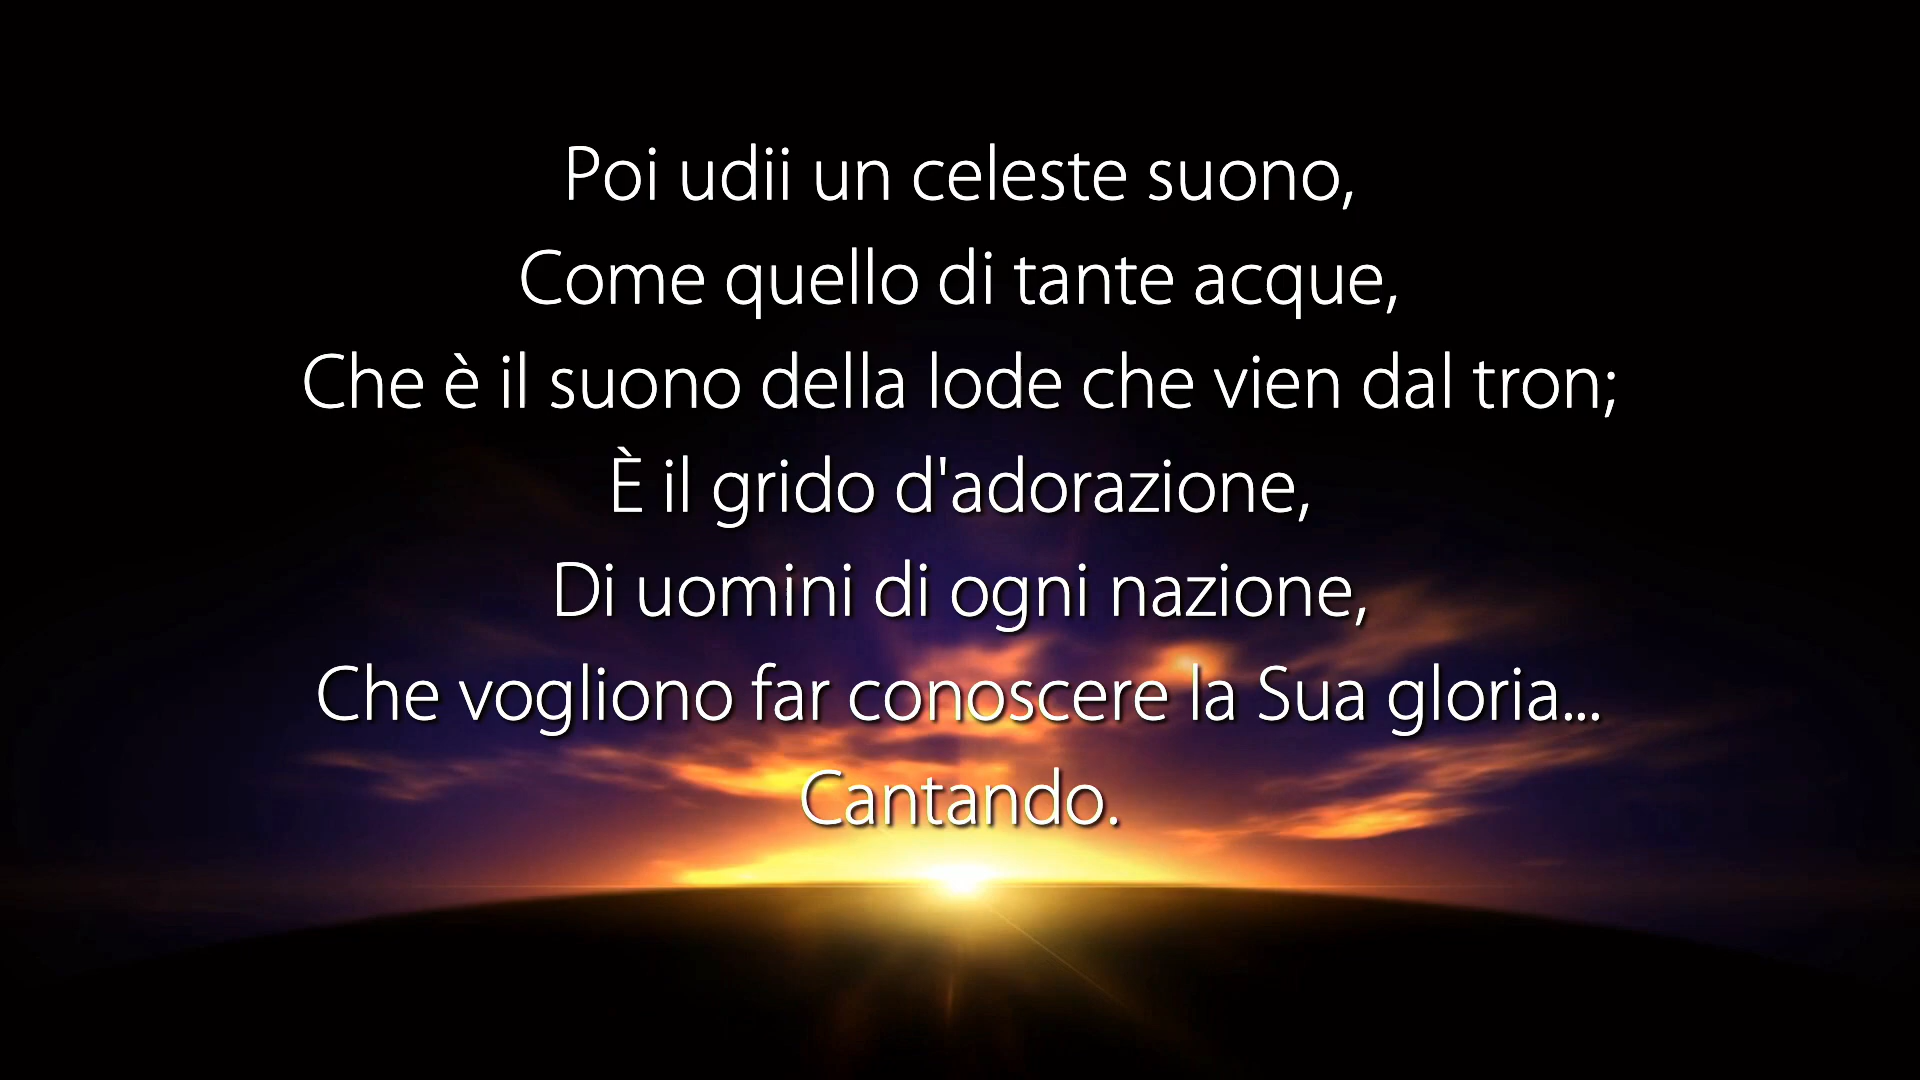 Poi udii un celeste suono,
Come quello di tante acque,
Che è il suono della lode che vien dal tron;
È il grido d'adorazione,
Di uomini di ogni nazione,
Che vogliono far conoscere la Sua gloria...
Cantando.